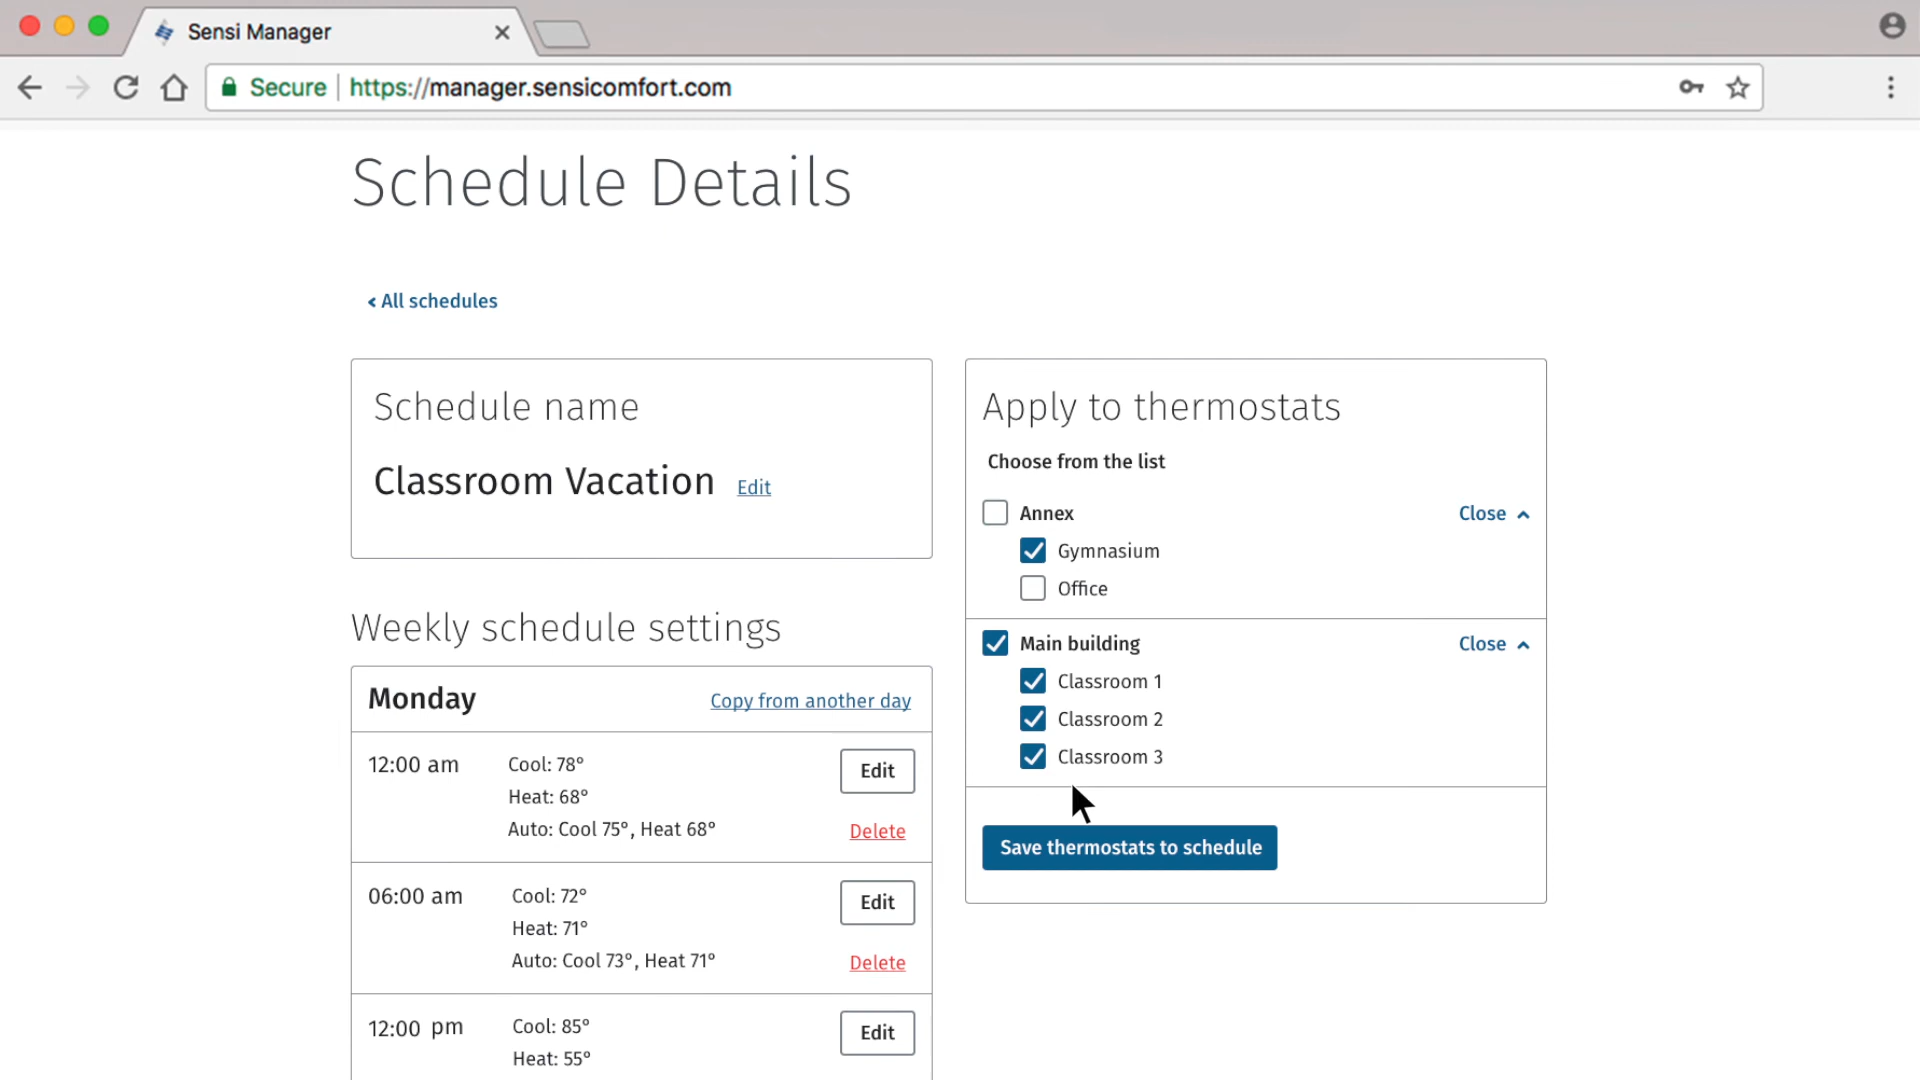 Sensi Manager
Secure https://manager.sensicomfort.com
Schedule Details
< All schedules
Schedule name
Classroom Vacation Edit
Weekly schedule settings
Monday Copy from another day
12:00 am
Cool: 78°
Heat: 68°
Auto: Cool 75°, Heat 68°
Edit
Delete
06:00 am
Cool: 72°
Heat: 71°
Auto: Cool 73°, Heat 71°
Edit
Delete
12:00 pm
Cool: 85°
Heat: 55°
Edit
Apply to thermostats
Choose from the list
Annex Close
Gymnasium
Office
Main building Close
Classroom 1
Classroom 2
Classroom 3
Save thermostats to schedule